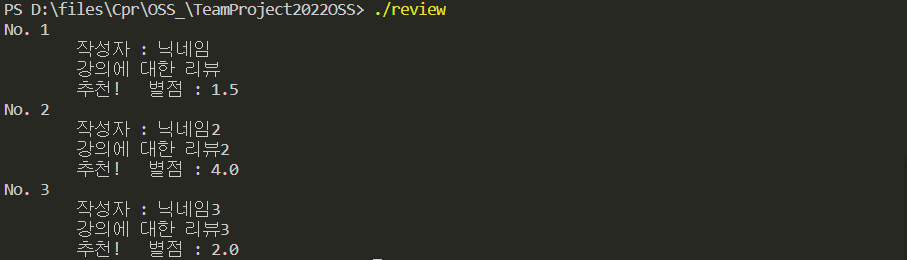 PS D:\files\Cpr\OSS_\TeamProject2022OSS> ./review
No. 1
작성자 : 닉네임
강의에 대한 리뷰
추천! 별점 : 1.5
No. 2
작성자 : 닉네임2
강의에 대한 리뷰2
추천! 별점 : 4.0
No. 3
작성자 : 닉네임3
강의에 대한 리뷰3
추천! 별점 : 2.0